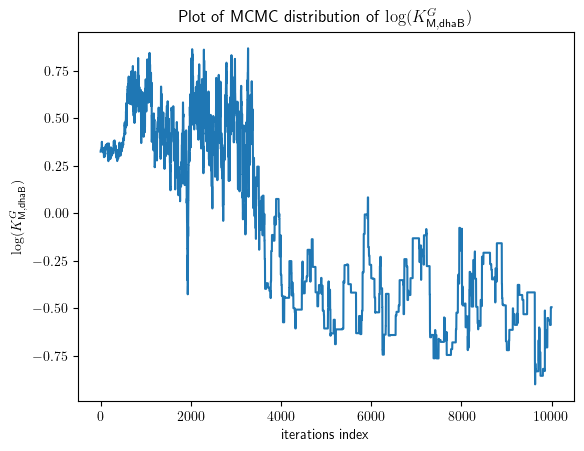 Plot of MCMC distribution of log(K^G_M,dhaB)
0.75
0.50
0.25
0.00
−0.25
−0.50
−0.75
log(K^G_M,dhaB)
0 2000 4000 6000 8000 10000
iterations index